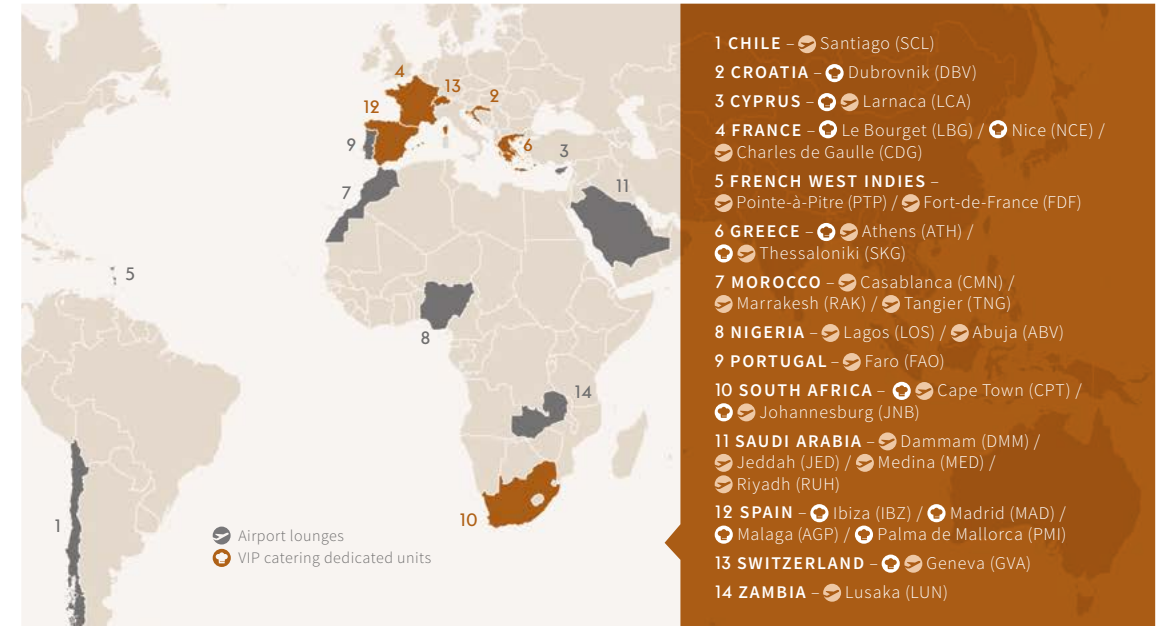 4
13
2
12
9
6
3
7
11
5
8
14
1
10
Airport lounges
VIP catering dedicated units
1 CHILE – Santiago (SCL)
2 CROATIA – Dubrovnik (DBV)
3 CYPRUS – Larnaca (LCA)
4 FRANCE – Le Bourget (LBG) / Nice (NCE) /
Charles de Gaulle (CDG)
5 FRENCH WEST INDIES –
Pointe-à-Pitre (PTP) / Fort-de-France (FDF)
6 GREECE – Athens (ATH) /
Thessaloniki (SKG)
7 MOROCCO – Casablanca (CMN) /
Marrakesh (RAK) / Tangier (TNG)
8 NIGERIA – Lagos (LOS) / Abuja (ABV)
9 PORTUGAL – Faro (FAO)
10 SOUTH AFRICA – Cape Town (CPT) /
Johannesburg (JNB)
11 SAUDI ARABIA – Dammam (DMM) /
Jeddah (JED) / Medina (MED) /
Riyadh (RUH)
12 SPAIN – Ibiza (IBZ) / Madrid (MAD) /
Malaga (AGP) / Palma de Mallorca (PMI)
13 SWITZERLAND – Geneva (GVA)
14 ZAMBIA – Lusaka (LUN)